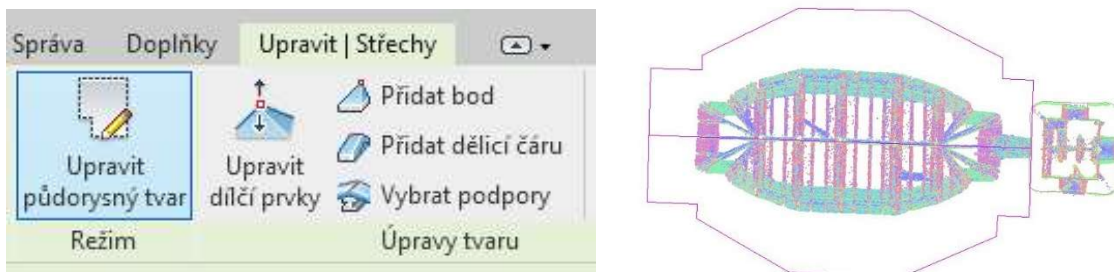 Správa Doplňky Upravit | Střechy
Upravit
půdorysný tvar
Upravit
dílčí prvky
Přidat bod
Přidat dělicí čáru
Vybrat podpory
Režim
Úpravy tvaru